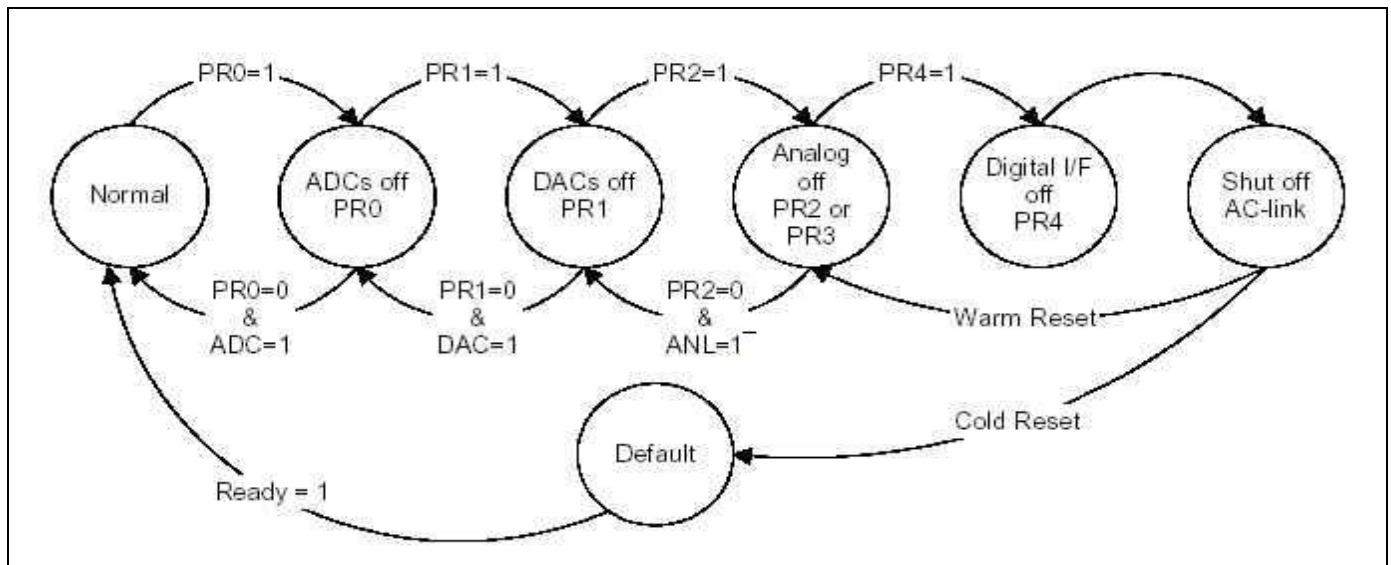 PR0=1
PR1=1
PR2=1
PR4=1
Normal
ADCs off
PR0
DACs off
PR1
Analog
off
PR2 or
PR3
Digital I/F
off
PR4
Shut off
AC-link
PR0=0
&
ADC=1
PR1=0
&
DAC=1
PR2=0
&
ANL=1
Warm Reset
Cold Reset
Default
Ready = 1